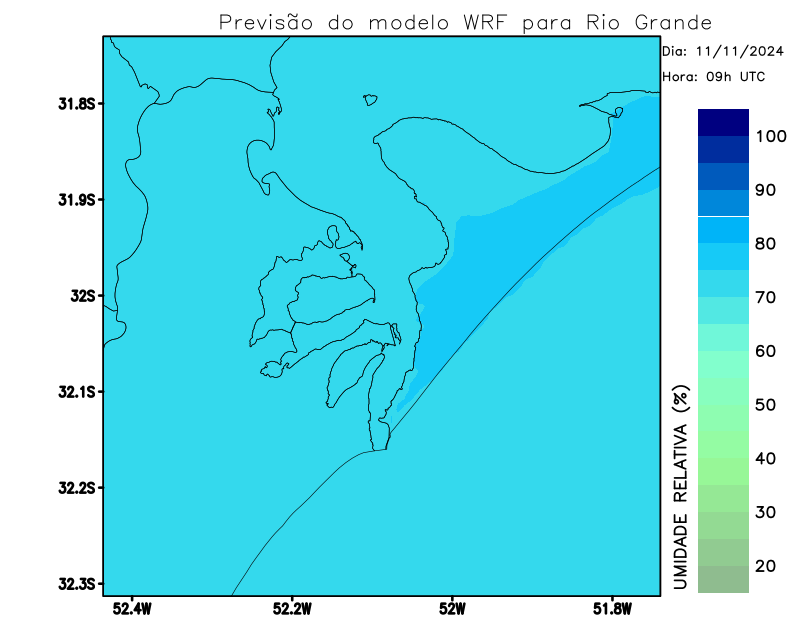 Previsão do modelo WRF para Rio Grande
Dia: 11/11/2024
Hora: 09h UTC
31.8S
31.9S
32S
32.1S
32.2S
32.3S
52.4W
52.2W
52W
51.8W
UMIDADE RELATIVA (%)
100
90
80
70
60
50
40
30
20